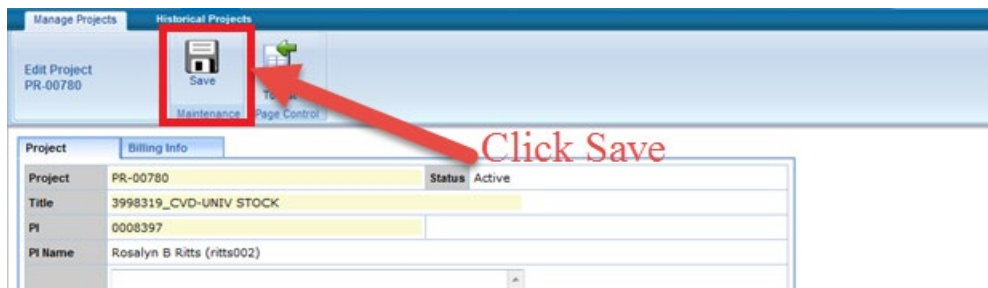 Manage Projects Historical Projects
Edit Project
PR-00780
Save
Maintenance Page Control
Click Save
Project Billing Info
Project PR-00780 Status Active
Title 3998319_CVD-UNIV STOCK
PI 0008397
PI Name Rosalyn B Ritts (ritts002)